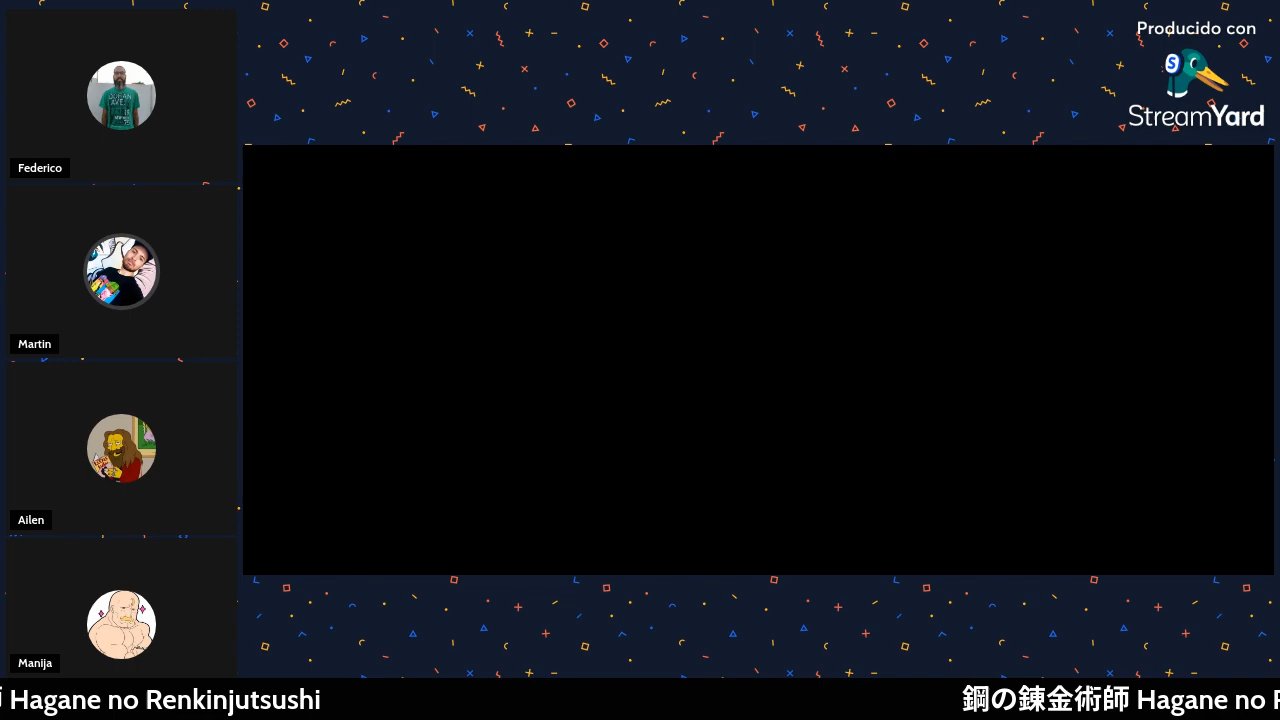 Producido con
StreamYard
Federico
Martin
Ailen
Manija
Hagane no Renkinjutsushi
鋼の錬金術師 Hagane no